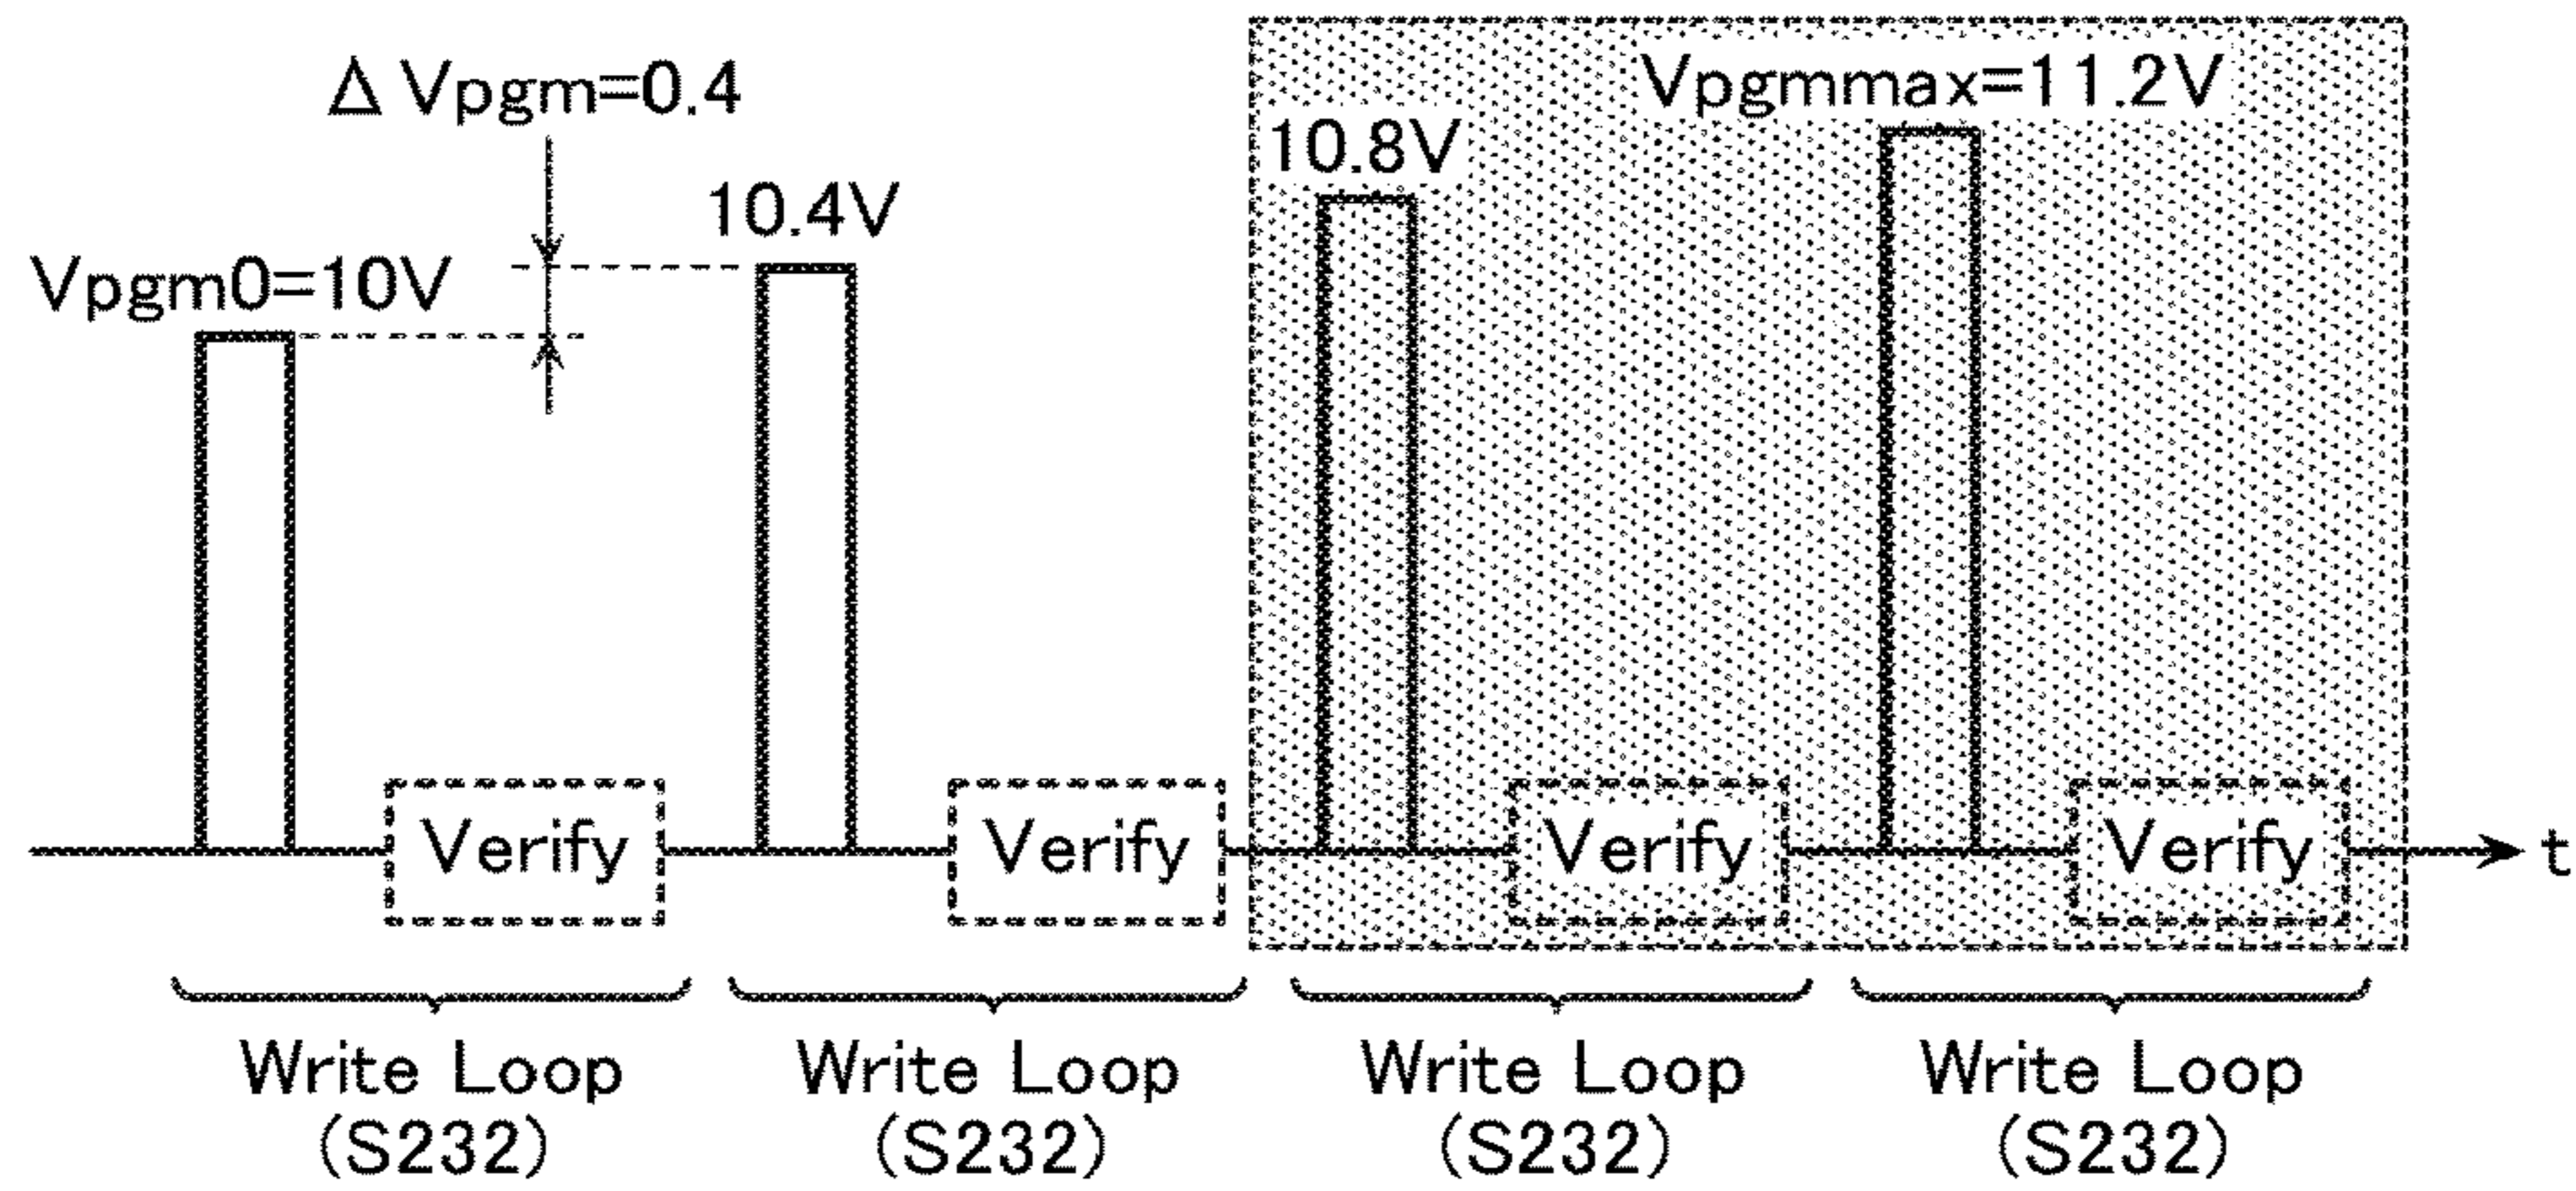 Δ Vpgm=0.4
Vpgmmax=11.2V
10.8V
10.4V
Vpgm0=10V
Verify
Verify
Verify
Verify
t
Write Loop
(S232)
Write Loop
(S232)
Write Loop
(S232)
Write Loop
(S232)